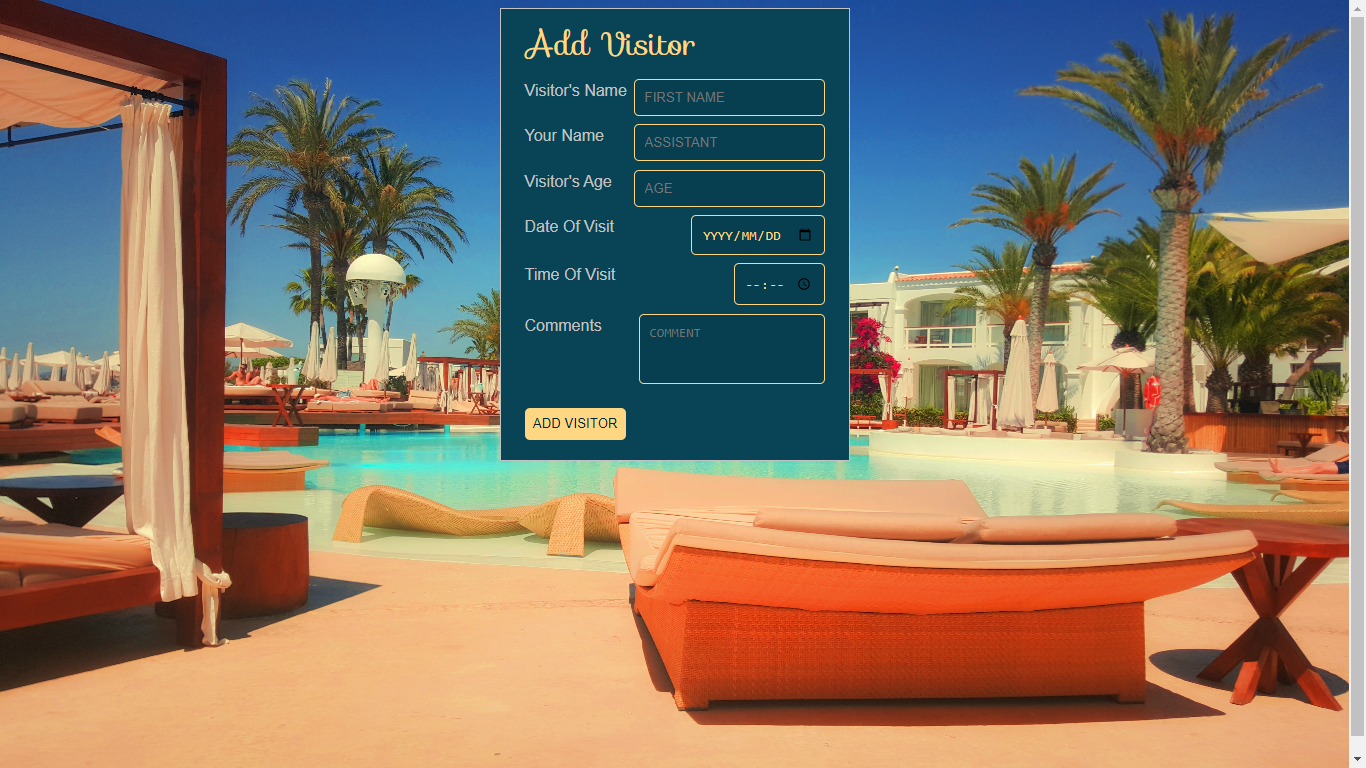 Add Visitor
Visitor's Name FIRST NAME
Your Name ASSISTANT
Visitor's Age AGE
Date Of Visit YYYY/MM/DD
Time Of Visit --:--
Comments COMMENT
ADD VISITOR